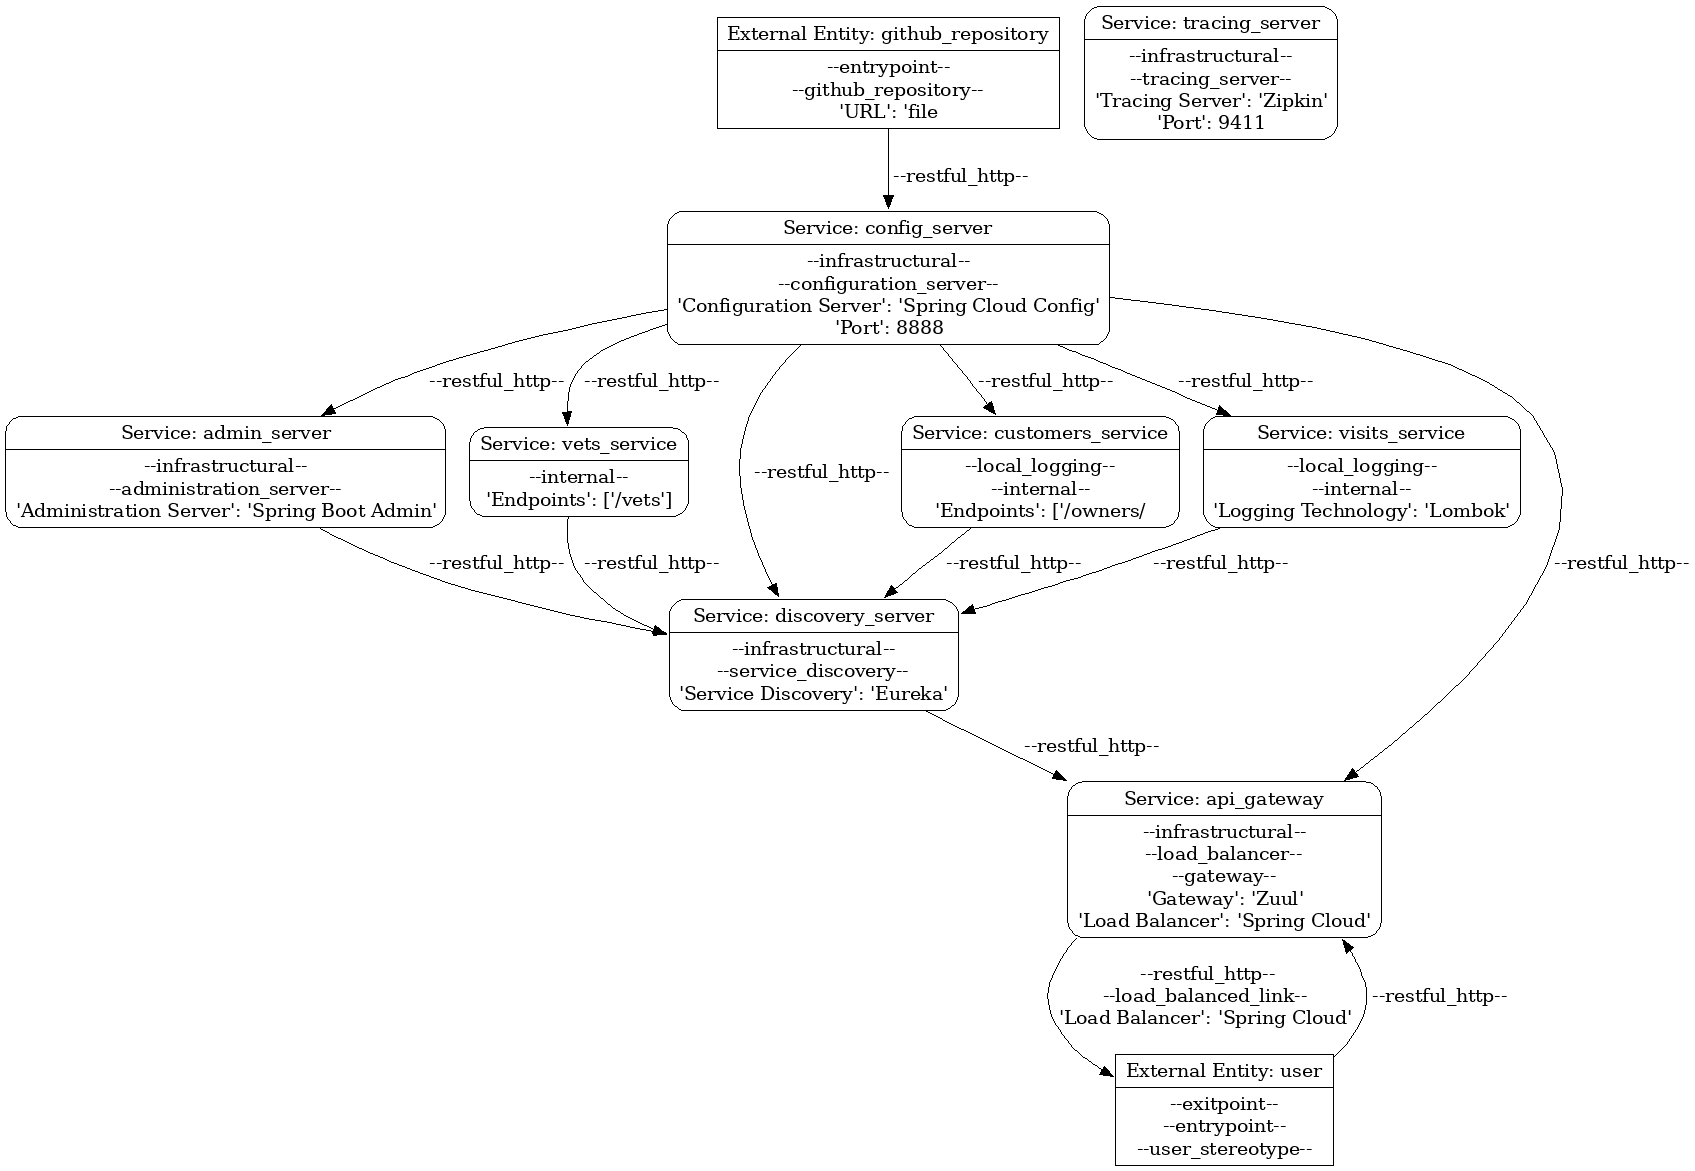 External Entity: github_repository
--entrypoint--
--github_repository--
'URL': 'file
Service: tracing_server
--infrastructural--
--tracing_server--
'Tracing Server': 'Zipkin'
'Port': 9411
--restful_http--
Service: config_server
--infrastructural--
--configuration_server--
'Configuration Server': 'Spring Cloud Config'
'Port': 8888
--restful_http--
--restful_http--
--restful_http--
--restful_http--
Service: admin_server
--infrastructural--
--administration_server--
'Administration Server': 'Spring Boot Admin'
Service: vets_service
--internal--
'Endpoints': ['/vets']
--restful_http--
Service: customers_service
--local_logging--
--internal--
'Endpoints': ['/owners/
Service: visits_service
--local_logging--
--internal--
'Logging Technology': 'Lombok'
--restful_http--
--restful_http--
--restful_http--
--restful_http--
--restful_http--
Service: discovery_server
--infrastructural--
--service_discovery--
'Service Discovery': 'Eureka'
--restful_http--
Service: api_gateway
--infrastructural--
--load_balancer--
--gateway--
'Gateway': 'Zuul'
'Load Balancer': 'Spring Cloud'
--restful_http--
--load_balanced_link--
'Load Balancer': 'Spring Cloud'
--restful_http--
External Entity: user
--exitpoint--
--entrypoint--
--user_stereotype--